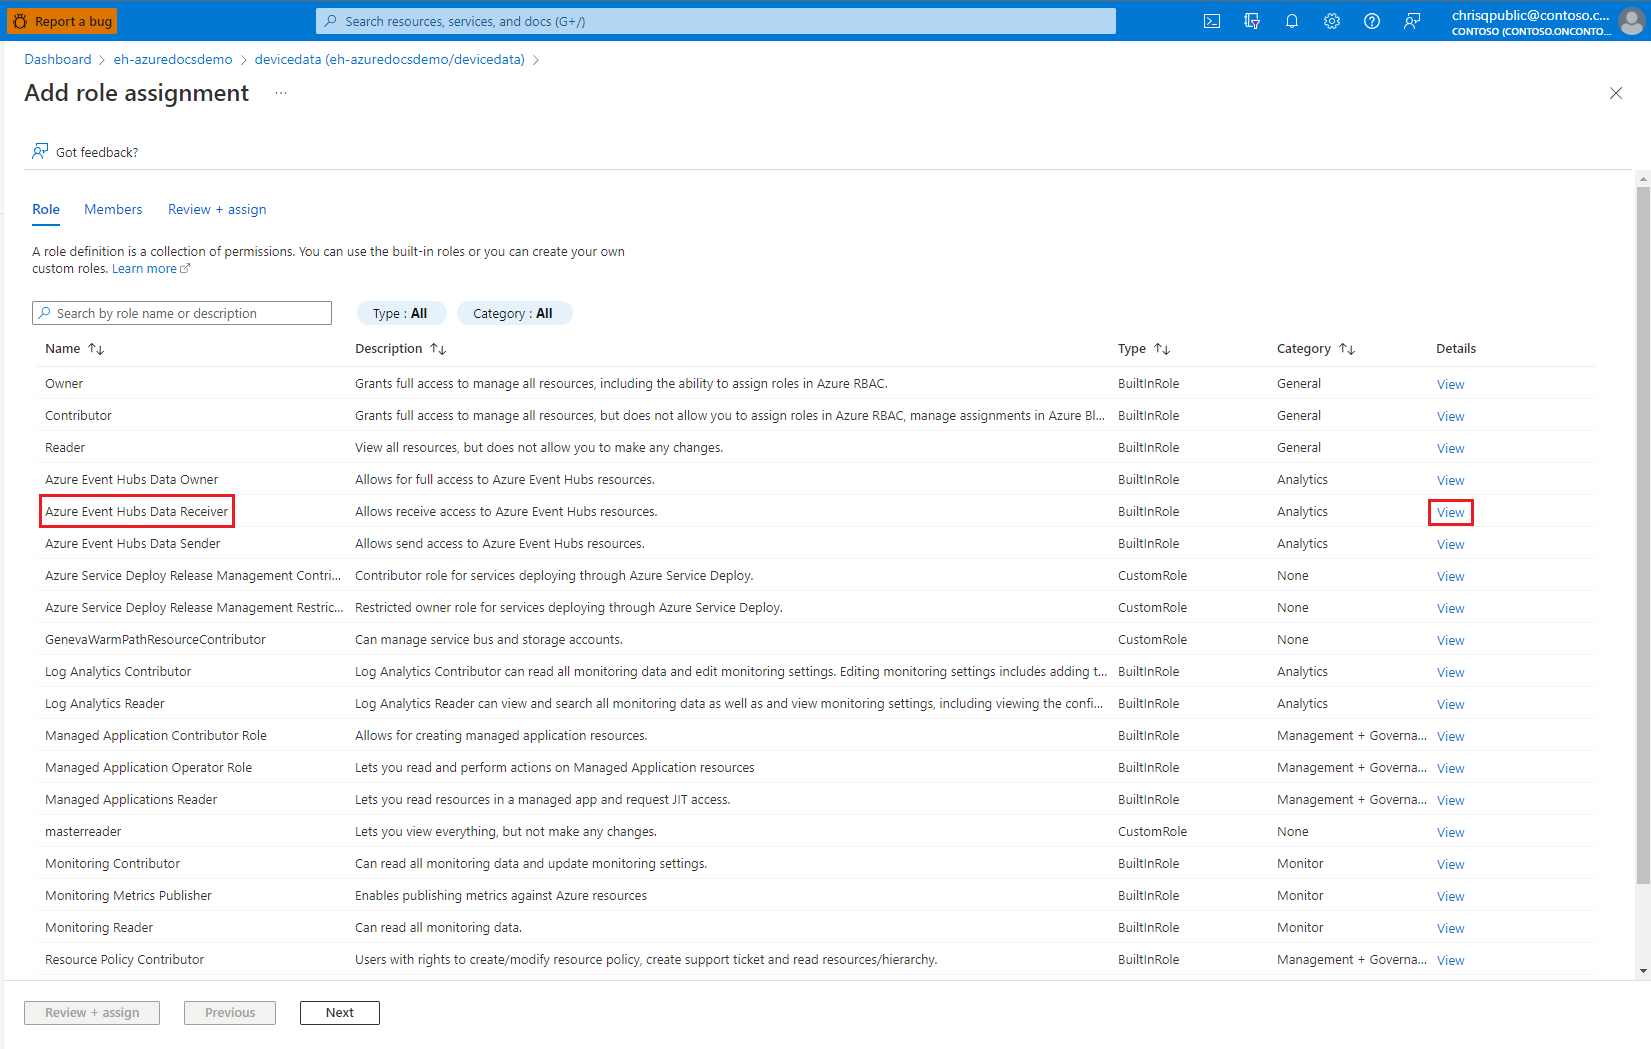 Report a bug
Search resources, services, and docs (G+/)
chrisqpublic@contoso.c...
CONTOSO (CONTOSO.ONCONTO...
Dashboard > eh-azuredocsdemo > devicedata (eh-azuredocsdemo/devicedata) >
Add role assignment ...
Got feedback?
Role Members Review + assign
A role definition is a collection of permissions. You can use the built-in roles or you can create your own
custom roles. Learn more
Search by role name or description Type : All Category : All
Name ↑↓ Description ↑↓ Type ↑↓ Category ↑↓ Details
Owner Grants full access to manage all resources, including the ability to assign roles in Azure RBAC. BuiltInRole General View
Contributor Grants full access to manage all resources, but does not allow you to assign roles in Azure RBAC, manage assignments in Azure Bl... BuiltInRole General View
Reader View all resources, but does not allow you to make any changes. BuiltInRole General View
Azure Event Hubs Data Owner Allows for full access to Azure Event Hubs resources. BuiltInRole Analytics View
Azure Event Hubs Data Receiver Allows receive access to Azure Event Hubs resources. BuiltInRole Analytics View
Azure Event Hubs Data Sender Allows send access to Azure Event Hubs resources. BuiltInRole Analytics View
Azure Service Deploy Release Management Contri... Contributor role for services deploying through Azure Service Deploy. CustomRole None View
Azure Service Deploy Release Management Restric... Restricted owner role for services deploying through Azure Service Deploy. CustomRole None View
GenevaWarmPathResourceContributor Can manage service bus and storage accounts. CustomRole None View
Log Analytics Contributor Log Analytics Contributor can read all monitoring data and edit monitoring settings. Editing monitoring settings includes adding t... BuiltInRole Analytics View
Log Analytics Reader Log Analytics Reader can view and search all monitoring data as well as and view monitoring settings, including viewing the confi... BuiltInRole Analytics View
Managed Application Contributor Role Allows for creating managed application resources. BuiltInRole Management + Governa... View
Managed Application Operator Role Lets you read and perform actions on Managed Application resources BuiltInRole Management + Governa... View
Managed Applications Reader Lets you read resources in a managed app and request JIT access. BuiltInRole Management + Governa... View
masterreader Lets you view everything, but not make any changes. CustomRole None View
Monitoring Contributor Can read all monitoring data and update monitoring settings. BuiltInRole Monitor View
Monitoring Metrics Publisher Enables publishing metrics against Azure resources BuiltInRole Monitor View
Monitoring Reader Can read all monitoring data. BuiltInRole Monitor View
Resource Policy Contributor Users with rights to create/modify resource policy, create support ticket and read resources/hierarchy. BuiltInRole Management + Governa... View
Review + assign Previous Next